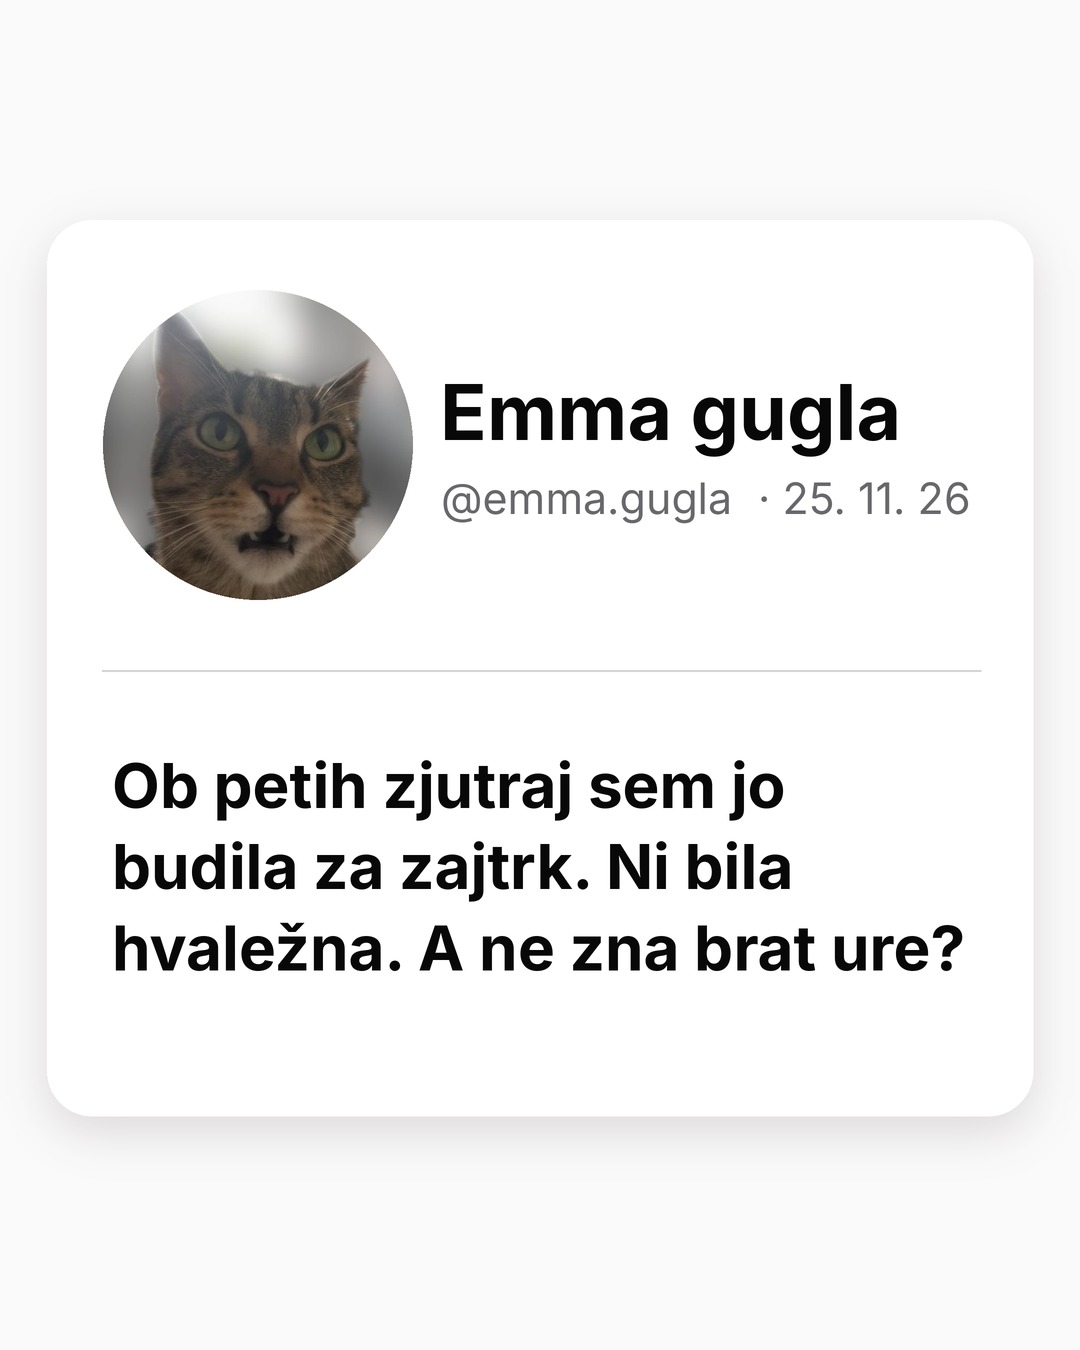 Emma gugla
@emma.gugla · 25. 11. 26
Ob petih zjutraj sem jo
budila za zajtrk. Ni bila
hvaležna. A ne zna brat ure?